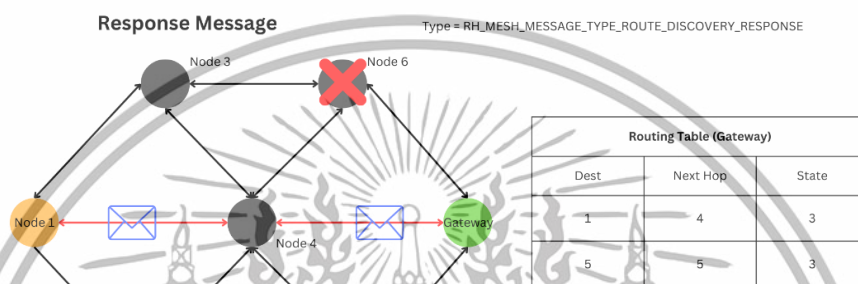 Response Message
Type = RH_MESH_MESSAGE_TYPE_ROUTE_DISCOVERY_RESPONSE
Node 3
Node 6
Node 1
Node 4
Gateway
Routing Table (Gateway)
Dest Next Hop State
1 4 3
5 5 3